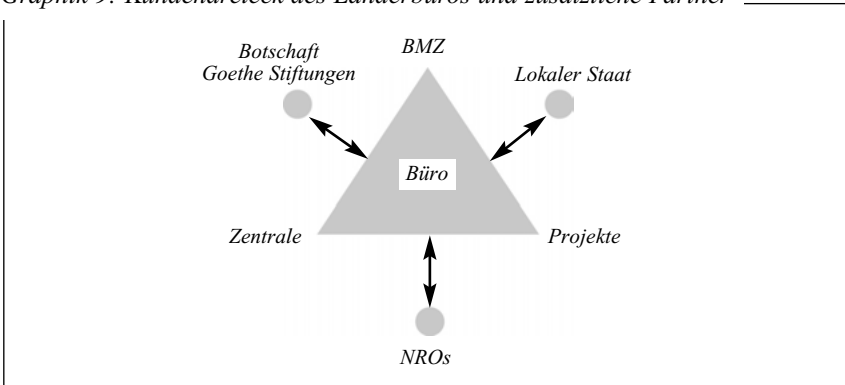 Graphik 9: Kundendreieck des Länderbüros und zusätzliche Partner
Botschaft
Goethe Stiftungen
BMZ
Lokaler Staat
Büro
Zentrale
Projekte
NROs